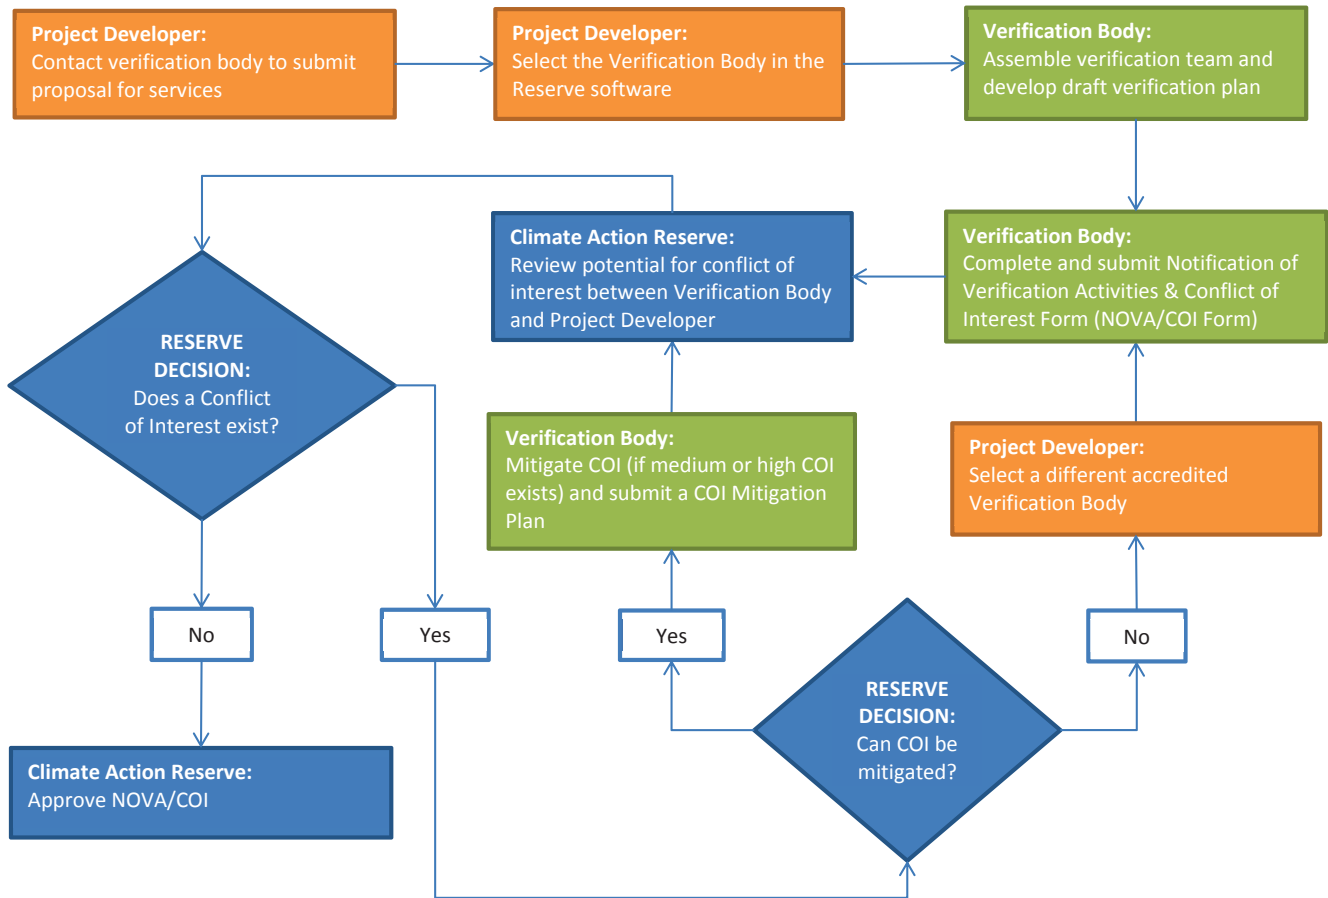 Project Developer:
Contact verification body to submit
proposal for services
Project Developer:
Select the Verification Body in the
Reserve software
Verification Body:
Assemble verification team and
develop draft verification plan
Climate Action Reserve:
Review potential for conflict of
interest between Verification Body
and Project Developer
Verification Body:
Complete and submit Notification of
Verification Activities & Conflict of
Interest Form (NOVA/COI Form)
RESERVE
DECISION:
Does a Conflict
of Interest exist?
Verification Body:
Mitigate COI (if medium or high COI
exists) and submit a COI Mitigation
Plan
Project Developer:
Select a different accredited
Verification Body
No
Yes
Yes
No
RESERVE
DECISION:
Can COI be
mitigated?
Climate Action Reserve:
Approve NOVA/COI